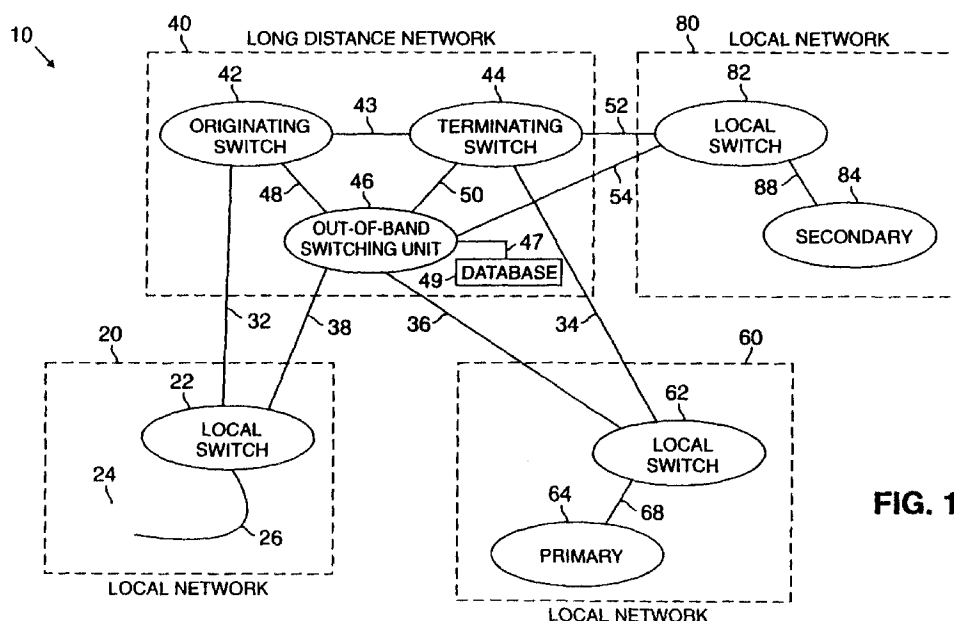 10
40
LONG DISTANCE NETWORK
80
LOCAL NETWORK
42
44
82
ORIGINATING
SWITCH
43
TERMINATING
SWITCH
52
LOCAL
SWITCH
48
46
50
54
88
84
OUT-OF-BAND
SWITCHING UNIT
47
SECONDARY
49
DATABASE
32
38
36
34
20
60
22
62
LOCAL
SWITCH
LOCAL
SWITCH
24
26
64
68
PRIMARY
FIG. 1
LOCAL NETWORK
LOCAL NETWORK